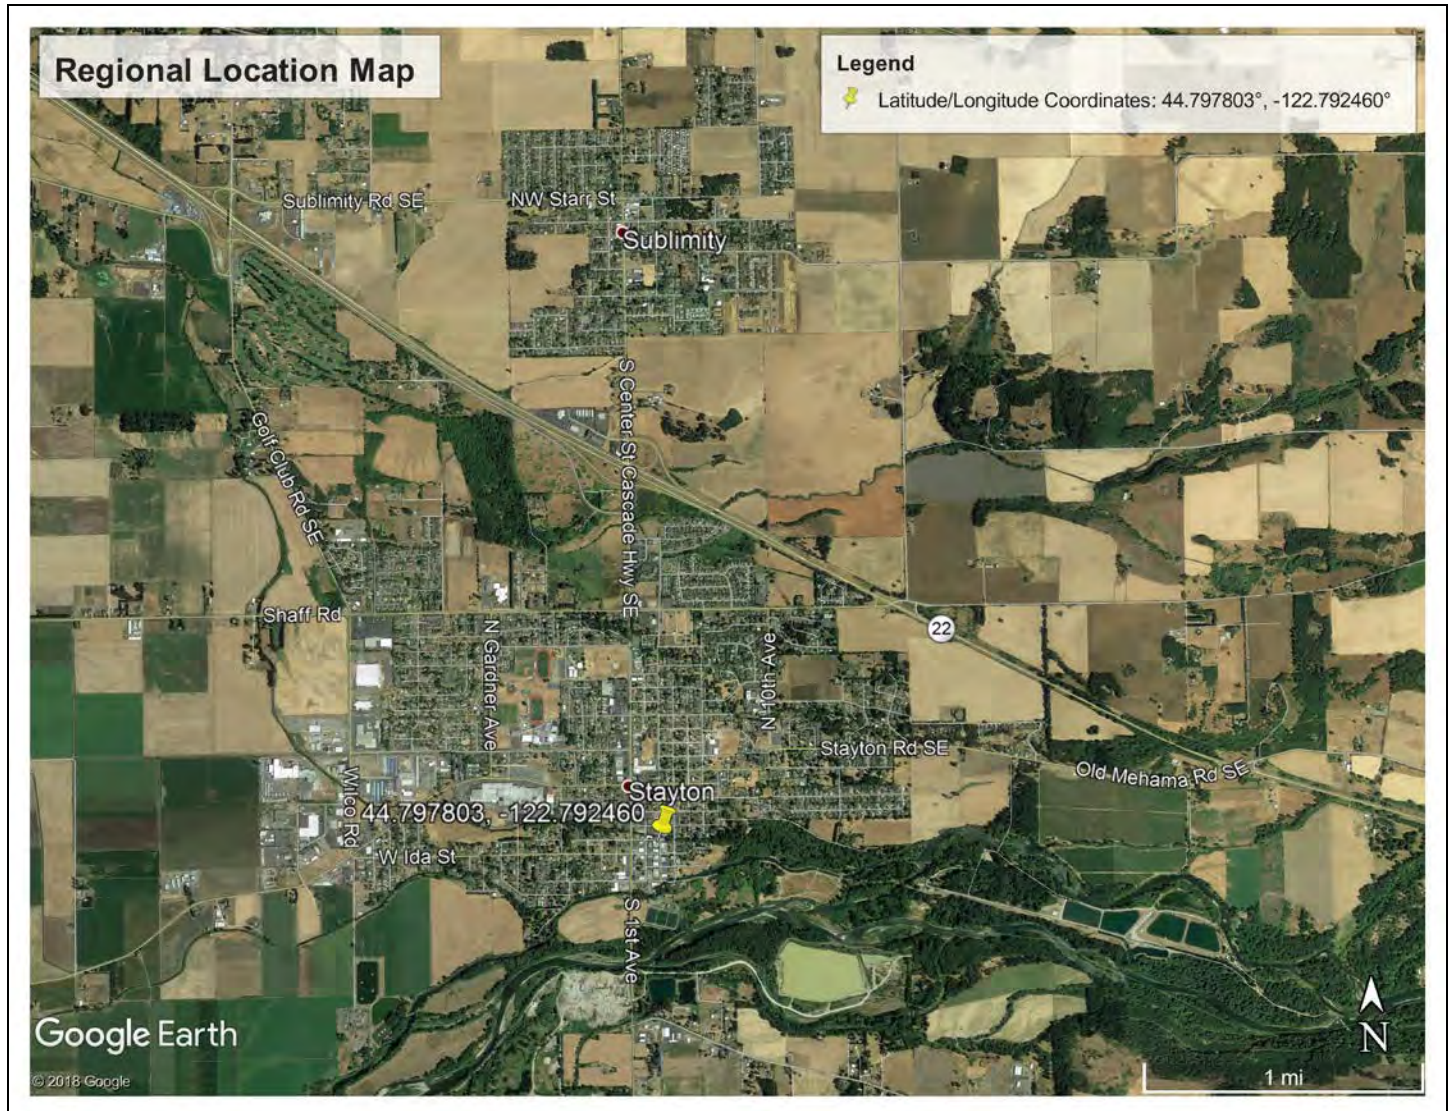 Regional Location Map
Legend
Latitude/Longitude Coordinates: 44.797803°, -122.792460°
Sublimity Rd SE
NW Starr St
Sublimity
S Center St
Cascade Hwy SE
Golf Club Rd SE
Shaff Rd
22
N Gardner Ave
N 10th Ave
Stayton Rd SE
Old Mehama Rd SE
Wilco Rd
Stayton
44.797803, -122.792460
W Ida St
S 1st Ave
Google Earth
N
© 2018 Google
1 mi